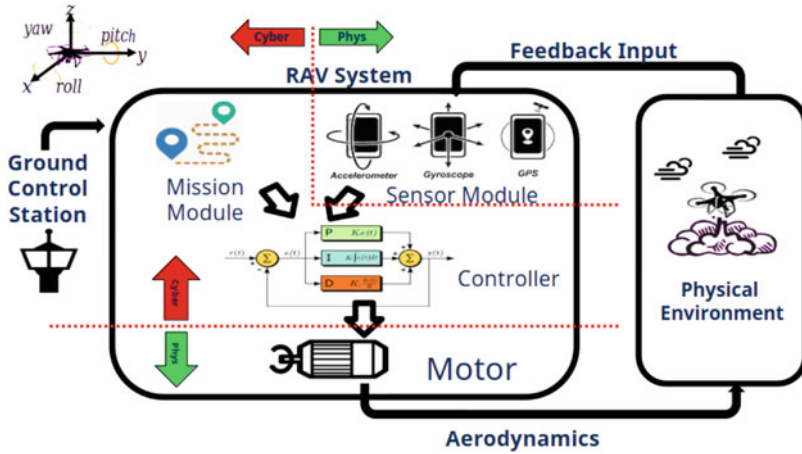 z
yaw
pitch
y
x
roll
Cyber
Phys
Feedback Input
RAV System
Ground
Control
Station
Mission
Module
Accelerometer
Gyroscope
GPS
Sensor Module
r(t)
Σ
e(t)
P
I
D
Σ
y(t)
Controller
Cyber
Phys
Motor
Physical
Environment
Aerodynamics